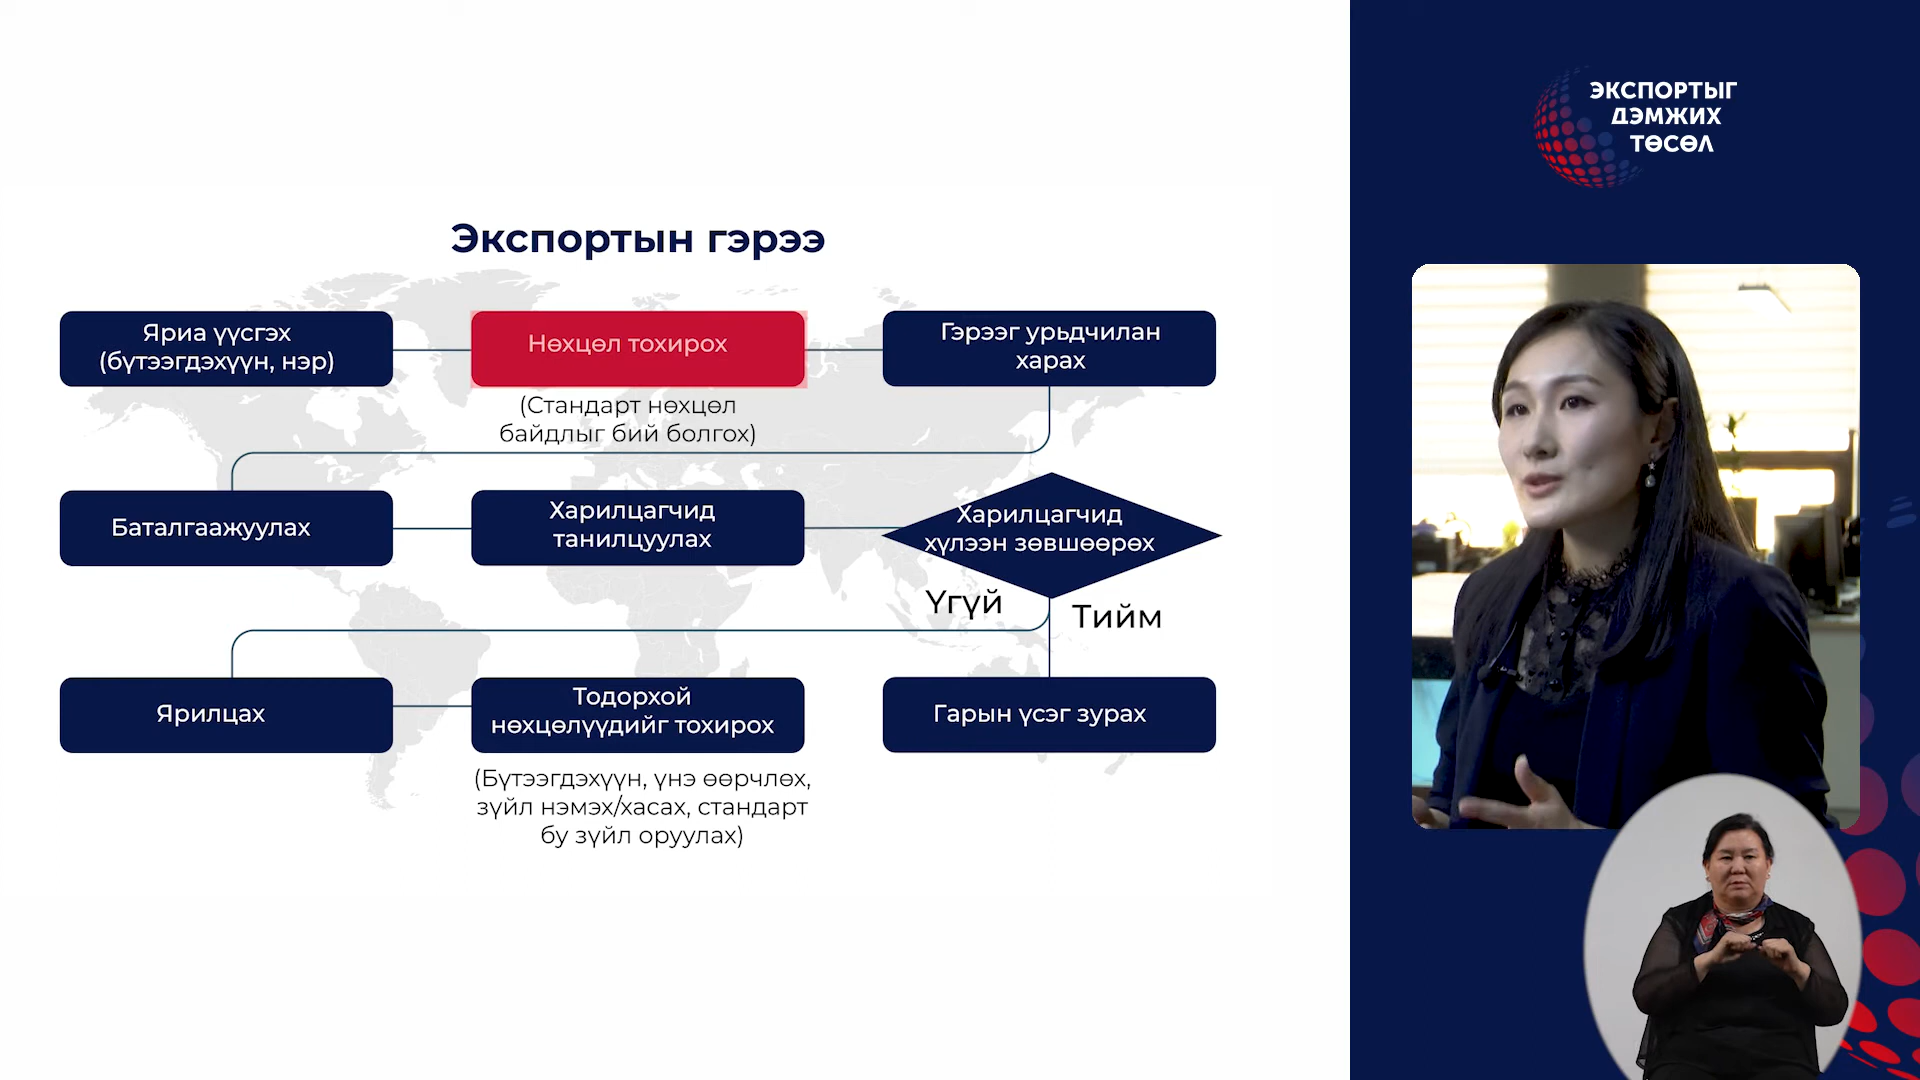 Экспортын гэрээ
Яриа үүсгэх
(бүтээгдэхүүн, нэр)
Нөхцөл тохирох
(Стандарт нөхцөл
байдлыг бий болгох)
Гэрээг урьдчилан
харах
Баталгаажуулах
Харилцагчид
танилцуулах
Харилцагчид
хүлээн зөвшөөрөх
Үгүй
Тийм
Ярилцах
Тодорхой
нөхцөлүүдийг тохирох
(Бүтээгдэхүүн, үнэ өөрчлөх,
зүйл нэмэх/хасах, стандарт
бу зүйл оруулах)
Гарын үсэг зурах
ЭКСПОРТЫГ
ДЭМЖИХ
ТӨСӨЛ